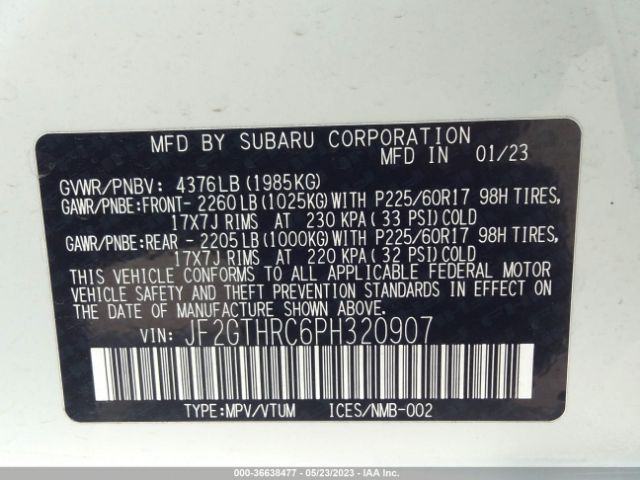 MFD BY SUBARU CORPORATION
MFD IN 01/23
GVWR/PNBV: 4376LB (1985KG)
GAWR/PNBE:FRONT- 2260LB (1025KG) WITH P225/60R17 98H TIRES,
17X7J RIMS AT 230 KPA (33 PSI) COLD
GAWR/PNBE:REAR - 2205LB (1000KG) WITH P225/60R17 98H TIRES,
17X7J RIMS AT 220 KPA (32 PSI) COLD
THIS VEHICLE CONFORMS TO ALL APPLICABLE FEDERAL MOTOR
VEHICLE SAFETY AND THEFT PREVENTION STANDARDS IN EFFECT ON
THE DATE OF MANUFACTURE SHOWN ABOVE.
VIN: JF2GTHRC6PH320907
TYPE:MPV/VTUM ICES/NMB-002
000-36638477 - 05/23/2023 - IAA Inc.